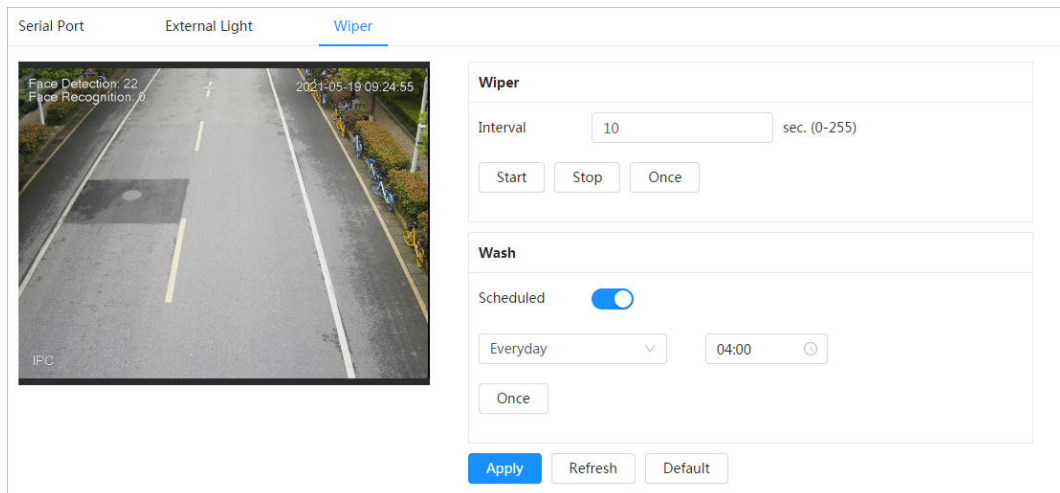 Serial Port
External Light
Wiper
Face Detection: 22
Face Recognition: 0
2021-05-19 09:24:55
IPC
Wiper
Interval 10 sec. (0-255)
Start Stop Once
Wash
Scheduled
Everyday 04:00
Once
Apply Refresh Default